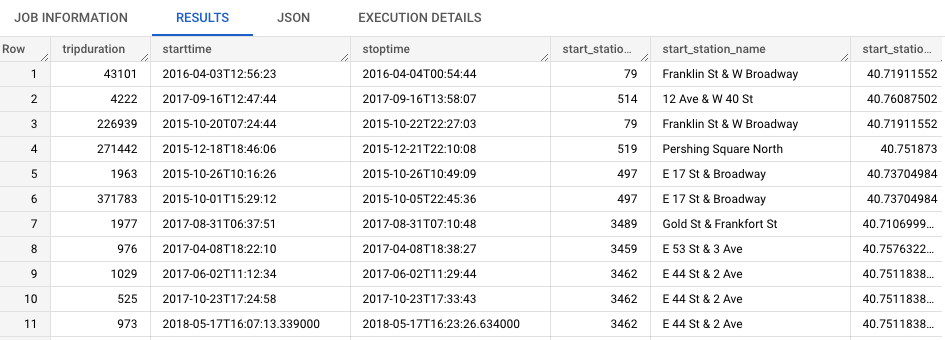 JOB INFORMATION RESULTS JSON EXECUTION DETAILS
Row tripduration starttime stoptime start_statio... start_station_name start_statio...
1 43101 2016-04-03T12:56:23 2016-04-04T00:54:44 79 Franklin St & W Broadway 40.71911552
2 4222 2017-09-16T12:47:44 2017-09-16T13:58:07 514 12 Ave & W 40 St 40.76087502
3 226939 2015-10-20T07:24:44 2015-10-22T22:27:03 79 Franklin St & W Broadway 40.71911552
4 271442 2015-12-18T18:46:06 2015-12-21T22:10:08 519 Pershing Square North 40.751873
5 1963 2015-10-26T10:16:26 2015-10-26T10:49:09 497 E 17 St & Broadway 40.73704984
6 371783 2015-10-01T15:29:12 2015-10-05T22:45:36 497 E 17 St & Broadway 40.73704984
7 1977 2017-08-31T06:37:51 2017-08-31T07:10:48 3489 Gold St & Frankfort St 40.7106999...
8 976 2017-04-08T18:22:10 2017-04-08T18:38:27 3459 E 53 St & 3 Ave 40.7576322...
9 1029 2017-06-02T11:12:34 2017-06-02T11:29:44 3462 E 44 St & 2 Ave 40.7511838...
10 525 2017-10-23T17:24:58 2017-10-23T17:33:43 3462 E 44 St & 2 Ave 40.7511838...
11 973 2018-05-17T16:07:13.339000 2018-05-17T16:23:26.634000 3462 E 44 St & 2 Ave 40.7511838...